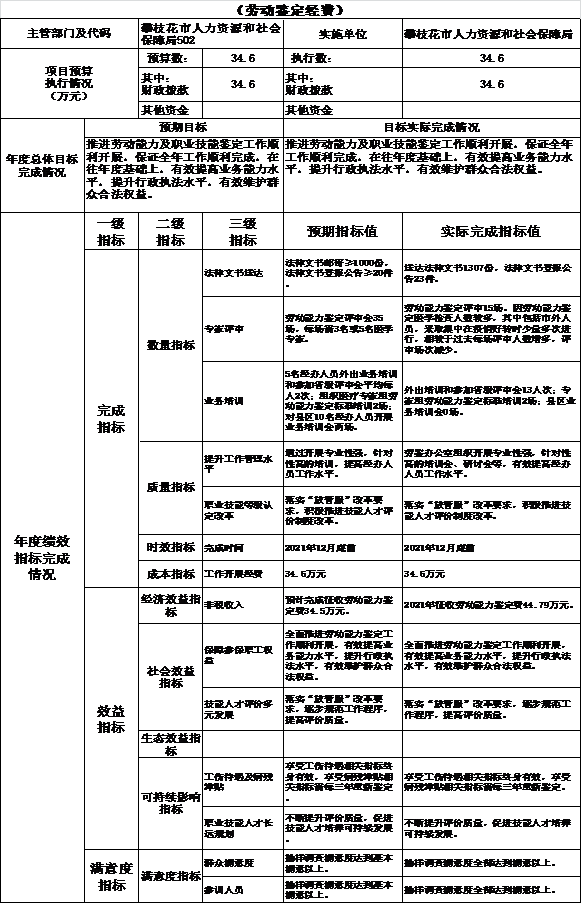 （劳动鉴定经费）
主管部门及代码
攀枝花市人力资源和社会
保障局502
实施单位
攀枝花市人力资源和社会保障局
项目预算
执行情况
（万元）
预算数：
34.6
执行数：
34.6
其中：
财政拨款
34.6
其中：
财政拨款
34.6
其他资金
其他资金
年度总体目标
完成情况
预期目标
目标实际完成情况
推进劳动能力及职业技能鉴定工作顺
利开展，保证全年工作顺利完成，在
往年度基础上，有效提高业务能力水
平，提升行政执法水平，有效维护群
众合法权益。
推进劳动能力及职业技能鉴定工作顺利开展，保证全年
工作顺利完成，在往年度基础上，有效提高业务能力水
平，提升行政执法水平，有效维护群众合法权益。
年度绩效
指标完成
情况
一级
指标
二级
指标
三级
指标
预期指标值
实际完成指标值
完成
指标
数量指标
法律文书送达
法律文书邮寄≥1000份，
法律文书登报公告≥20件
。
送达法律文书1307份，法律文书登报公
告23件。
专家评审
劳动能力鉴定评审会35
场，每场需3名或5名医学
专家。
劳动能力鉴定评审15场。因劳动能力鉴
定医学检查人数较多，其中包括市外人
员，采取集中在疫情好转时少量多次进
行，相较于过去每场评审人数增多，评
审场次减少。
业务培训
5名经办人员外出业务培训
和参加省级评审会平均每
人2次；组织医疗专家组劳
动能力鉴定标准培训2场；
对县区10名经办人员开展
业务培训会两场。
外出培训和参加省级评审会13人次；专
家组劳动能力鉴定标准培训2场；县区业
务培训会0场。
质量指标
提升工作管理水
平
通过开展专业性强，针对
性高的培训，提高经办人
员工作水平。
劳鉴办公室组织开展专业性强，针对性
高的培训会、研讨会等，有效提高经办人
员工作水平。
职业技能等级认
定改革
落实“放管服”改革要
求，积极推进技能人才评
价制度改革。
落实“放管服”改革要求，积极推进技
能人才评价制度改革。
时效指标
完成时间
2021年12月底前
2021年12月底前
成本指标
工作开展经费
34.6万元
34.6万元
效益
指标
经济效益指
标
非税收入
预计完成征收劳动能力鉴
定费34.5万元。
2021年征收劳动能力鉴定费44.79万元。
社会效益
指标
保障参保职工权
益
全面推进劳动能力鉴定工
作顺利开展，有效提高业
务能力水平，提升行政执
法水平，有效维护群众合
法权益。
全面推进劳动能力鉴定工作顺利开展，
有效提高业务能力水平，提升行政执
法水平，有效维护群众合法权益。
技能人才评价多
元发展
落实“放管服”改革要
求，逐步规范工作程序，
提高评价质量。
落实“放管服”改革要求，逐步规范工
作程序，提高评价质量。
生态效益指
标
可持续影响
指标
工伤待遇及病残
津贴
享受工伤待遇相关指标终
身有效，享受病残津贴相
关指标需每三年重新鉴定。
享受工伤待遇相关指标终身有效，享受
病残津贴相关指标需每三年重新鉴定。
职业技能人才长
远规划
不断提升评价质量，促进
技能人才培养可持续发展。
不断提升评价质量，促进技能人才培养
可持续发展。
满意度
指标
满意度指标
群众满意度
抽样调查满意度达到基本
满意以上。
抽样调查满意度全部达到满意以上。
参训人员
抽样调查满意度达到基本
满意以上。
抽样调查满意度全部达到满意以上。